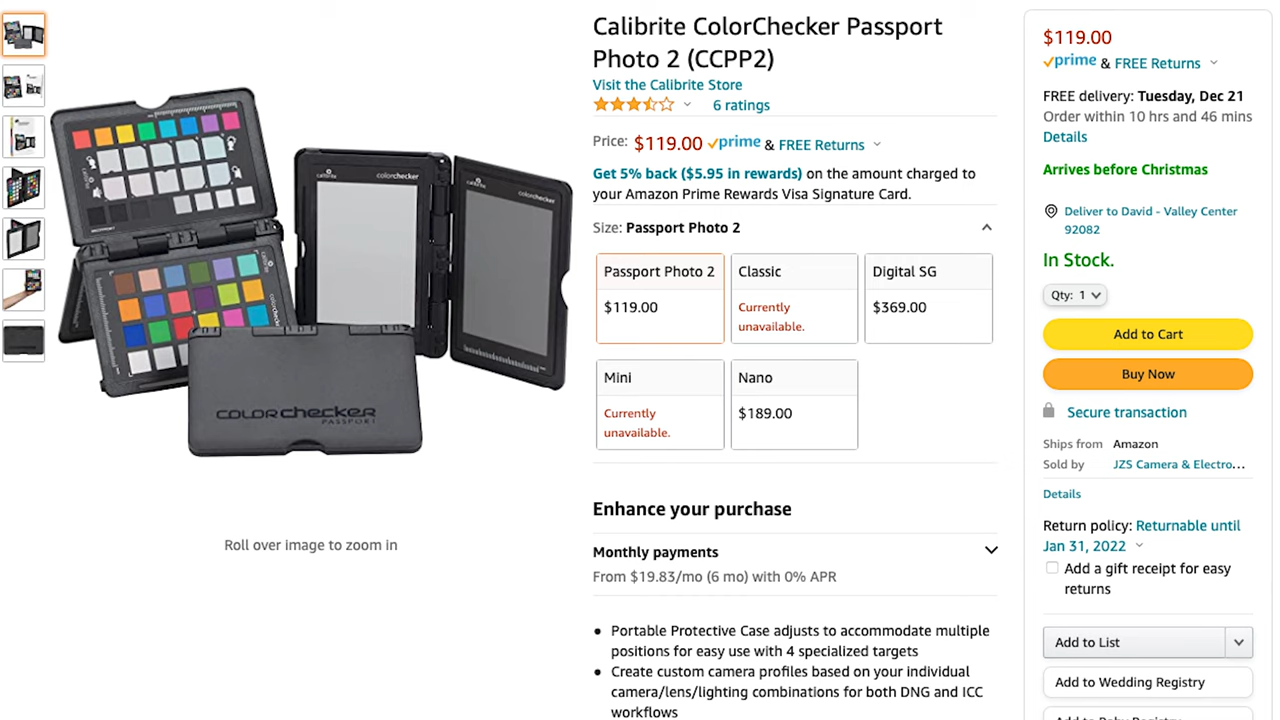 Calibrite ColorChecker Passport
Photo 2 (CCPP2)
Visit the Calibrite Store
6 ratings
Price: $119.00 prime & FREE Returns
Get 5% back ($5.95 in rewards) on the amount charged to
your Amazon Prime Rewards Visa Signature Card.
Size: Passport Photo 2
Passport Photo 2
$119.00
Classic
Currently
unavailable.
Digital SG
$369.00
Mini
Currently
unavailable.
Nano
$189.00
Enhance your purchase
Monthly payments
From $19.83/mo (6 mo) with 0% APR
• Portable Protective Case adjusts to accommodate multiple
positions for easy use with 4 specialized targets
• Create custom camera profiles based on your individual
camera/lens/lighting combinations for both DNG and ICC
workflows
calibrite
colorchecker
calibrite
colorchecker
colorchecker
PASSPORT
Roll over image to zoom in
$119.00
prime & FREE Returns
FREE delivery: Tuesday, Dec 21
Order within 10 hrs and 46 mins
Details
Arrives before Christmas
Deliver to David - Valley Center
92082
In Stock.
Qty: 1
Add to Cart
Buy Now
Secure transaction
Ships from Amazon
Sold by JZS Camera & Electro...
Details
Return policy: Returnable until
Jan 31, 2022
Add a gift receipt for easy
returns
Add to List
Add to Wedding Registry
Add to Baby Registry